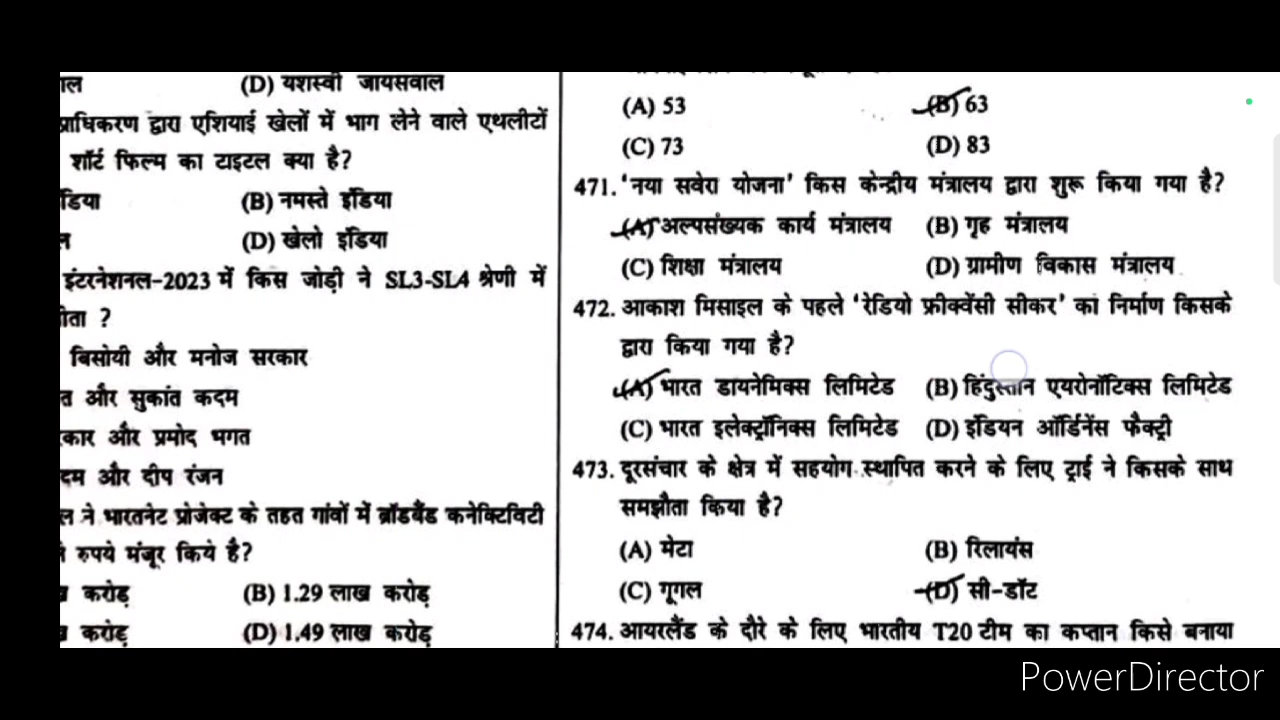 ाल (D) यशस्वी जायसवाल
प्राधिकरण द्वारा एशियाई खेलों में भाग लेने वाले एथलीटों
शॉर्ट फिल्म का टाइटल क्या है?
डिया (B) नमस्ते इंडिया
(D) खेलो इंडिया
इंटरनेशनल-2023 में किस जोड़ी ने SL3-SL4 श्रेणी में
ीता ?
बिसोयी और मनोज सरकार
त और सुकांत कदम
कार और प्रमोद भगत
दम और दीप रंजन
ल ने भारतनेट प्रोजेक्ट के तहत गांवों में ब्रॉडबैंड कनेक्टिविटी
रुपये मंजूर किये है?
करोड़ (B) 1.29 लाख करोड़
करोड़ (D) 1.49 लाख करोड़
(A) 53 (B) 63
(C) 73 (D) 83
471. 'नया सवेरा योजना' किस केन्द्रीय मंत्रालय द्वारा शुरू किया गया है?
(A) अल्पसंख्यक कार्य मंत्रालय (B) गृह मंत्रालय
(C) शिक्षा मंत्रालय (D) ग्रामीण विकास मंत्रालय
472. आकाश मिसाइल के पहले 'रेडियो फ्रीक्वेंसी सीकर' का निर्माण किसके
द्वारा किया गया है?
(A) भारत डायनेमिक्स लिमिटेड (B) हिंदुस्तान एयरोनॉटिक्स लिमिटेड
(C) भारत इलेक्ट्रॉनिक्स लिमिटेड (D) इंडियन ऑर्डिनेंस फैक्ट्री
473. दूरसंचार के क्षेत्र में सहयोग स्थापित करने के लिए ट्राई ने किसके साथ
समझौता किया है?
(A) मेटा (B) रिलायंस
(C) गूगल (D) सी-डॉट
474. आयरलैंड के दौरे के लिए भारतीय T20 टीम का कप्तान किसे बनाया
PowerDirector